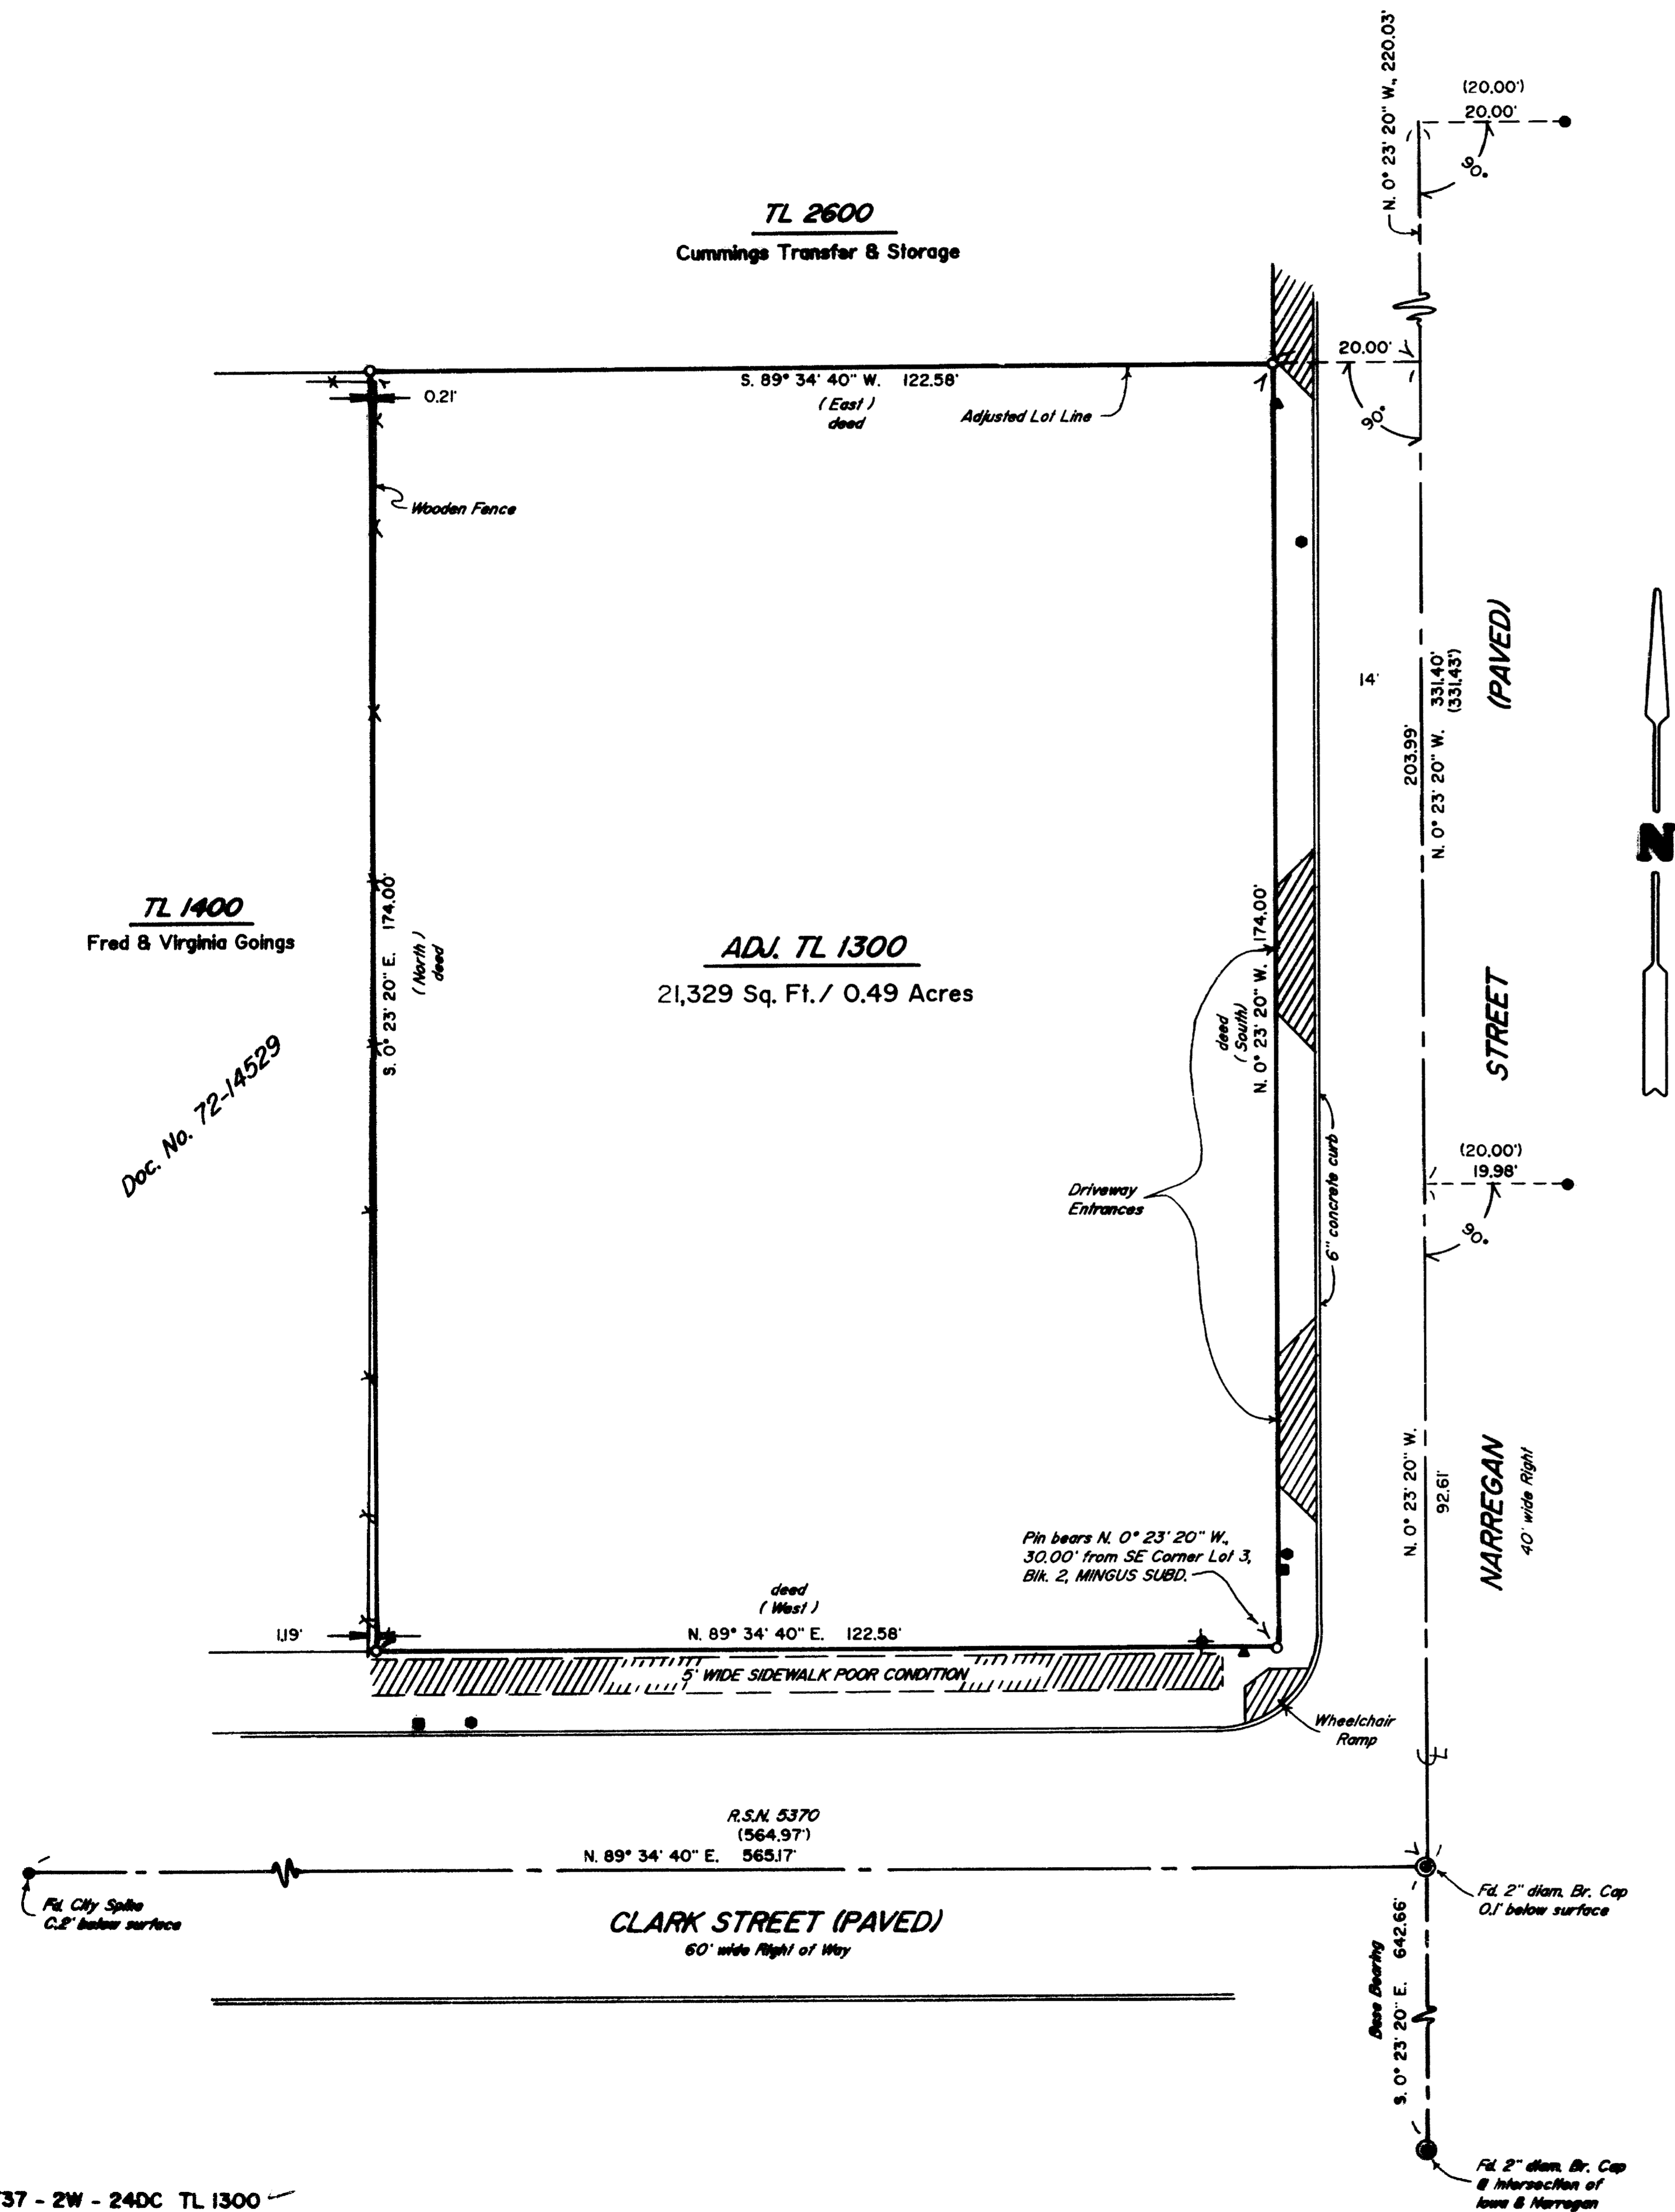 N. 0° 23' 20" W., 220.03'
(20.00')
20.00'
90°
TL 2600
Cummings Transfer & Storage
20.00'
90°
S. 89° 34' 40" W. 122.58'
(East)
deed
Adjusted Lot Line
0.21'
Wooden Fence
14'
203.99'
N. 0° 23' 20" W. 331.40'
(331.43')
(PAVED)
N
TL 1400
Fred & Virginia Goings
S. 0° 23' 20" E. 174.00'
(North)
deed
ADJ. TL 1300
21,329 Sq. Ft./ 0.49 Acres
deed
(South)
N. 0° 23' 20" W. 174.00'
STREET
Doc. No. 72-14529
Driveway
Entrances
6" concrete curb
(20.00')
19.98'
90°
N. 0° 23' 20" W.
92.61'
NARREGAN
40' wide Right
Pin bears N. 0° 23' 20" W.,
30.00' from SE Corner Lot 3,
Blk. 2, MINGUS SUBD.
deed
(West)
N. 89° 34' 40" E. 122.58'
1.19'
5' WIDE SIDEWALK POOR CONDITION
Wheelchair
Ramp
R.S.N. 5370
(564.97')
N. 89° 34' 40" E. 565.17'
Fd. City Spike
0.2' below surface
CLARK STREET (PAVED)
60' wide Right of Way
Fd. 2" diam. Br. Cap
0.1' below surface
Base Bearing
S. 0° 23' 20" E. 642.66'
Fd. 2" diam. Br. Cap
@ intersection of
Iowa & Narregan
37 - 2W - 24DC TL 1300